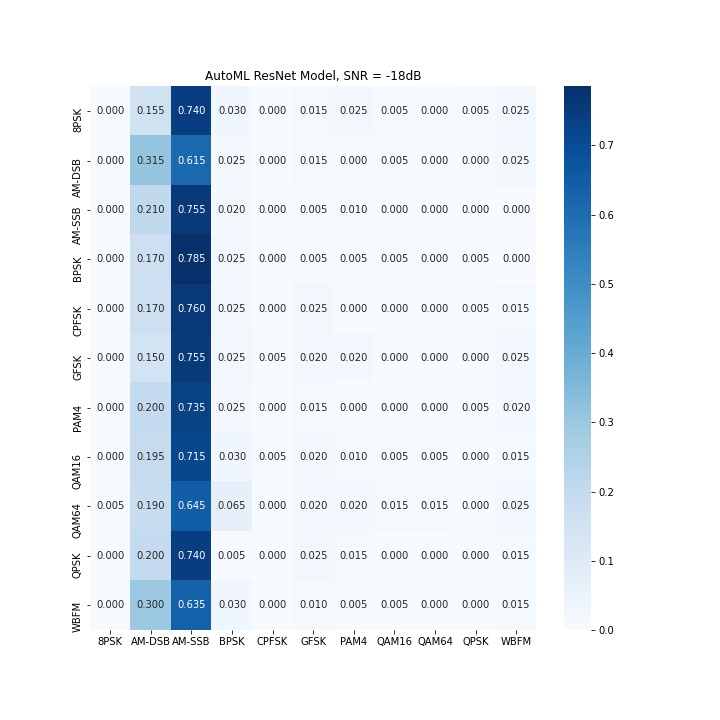 AutoML ResNet Model, SNR = -18dB
8PSK 0.000 0.155 0.740 0.030 0.000 0.015 0.025 0.005 0.000 0.005 0.025
AM-DSB 0.000 0.315 0.615 0.025 0.000 0.015 0.000 0.005 0.000 0.000 0.025
AM-SSB 0.000 0.210 0.755 0.020 0.000 0.005 0.010 0.000 0.000 0.000 0.000
BPSK 0.000 0.170 0.785 0.025 0.000 0.005 0.005 0.005 0.000 0.005 0.000
CPFSK 0.000 0.170 0.760 0.025 0.000 0.025 0.000 0.000 0.000 0.005 0.015
GFSK 0.000 0.150 0.755 0.025 0.005 0.020 0.020 0.000 0.000 0.000 0.025
PAM4 0.000 0.200 0.735 0.025 0.000 0.015 0.000 0.000 0.000 0.005 0.020
QAM16 0.000 0.195 0.715 0.030 0.005 0.020 0.010 0.005 0.005 0.000 0.015
QAM64 0.005 0.190 0.645 0.065 0.000 0.020 0.020 0.015 0.015 0.000 0.025
QPSK 0.000 0.200 0.740 0.005 0.000 0.025 0.015 0.000 0.000 0.000 0.015
WBFM 0.000 0.300 0.635 0.030 0.000 0.010 0.005 0.005 0.000 0.000 0.015
8PSK AM-DSB AM-SSB BPSK CPFSK GFSK PAM4 QAM16 QAM64 QPSK WBFM
0.7
0.6
0.5
0.4
0.3
0.2
0.1
0.0